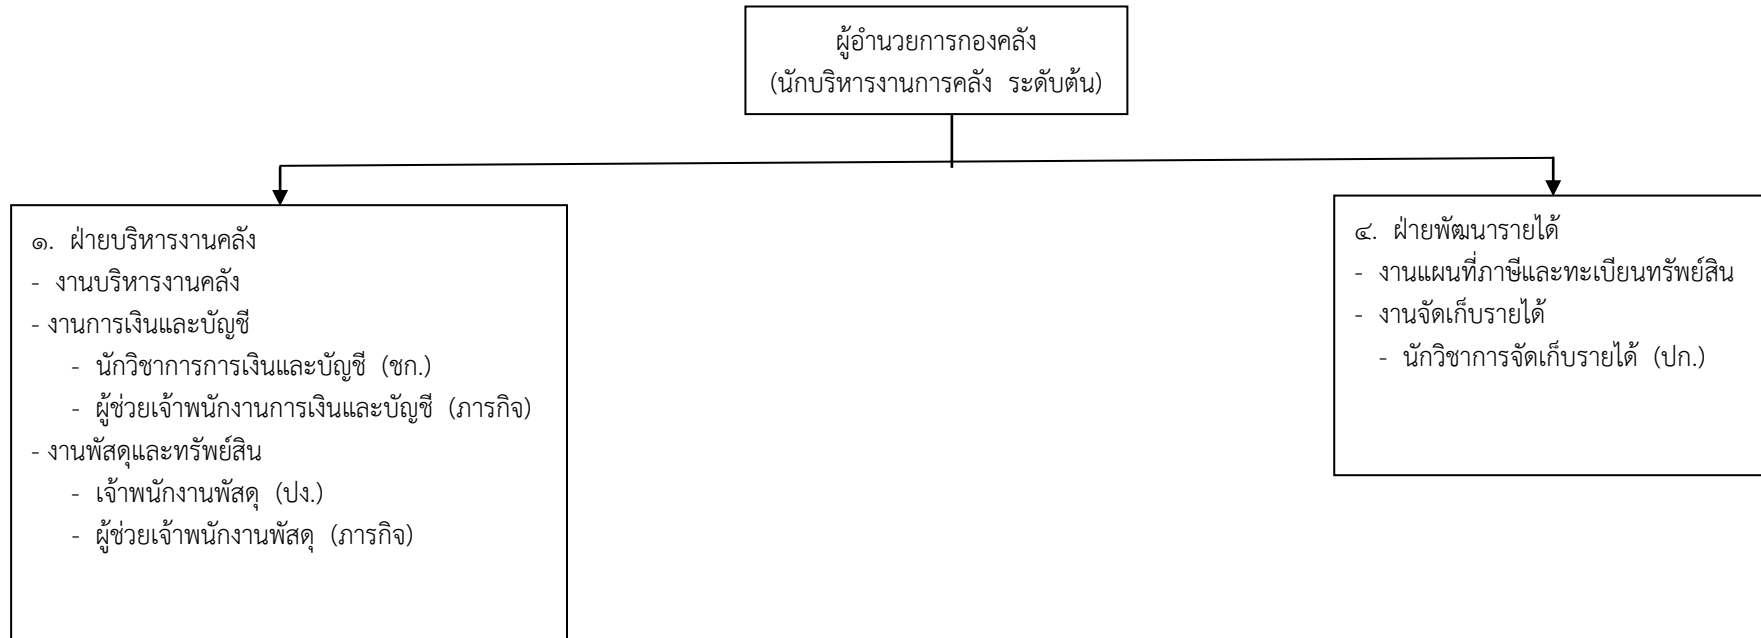 ผู้อำนวยการกองคลัง
(นักบริหารงานการคลัง ระดับต้น)
๑. ฝ่ายบริหารงานคลัง
- งานบริหารงานคลัง
- งานการเงินและบัญชี
- นักวิชาการการเงินและบัญชี (ชก.)
- ผู้ช่วยเจ้าพนักงานการเงินและบัญชี (ภารกิจ)
- งานพัสดุและทรัพย์สิน
- เจ้าพนักงานพัสดุ (ปง.)
- ผู้ช่วยเจ้าพนักงานพัสดุ (ภารกิจ)
๔. ฝ่ายพัฒนารายได้
- งานแผนที่ภาษีและทะเบียนทรัพย์สิน
- งานจัดเก็บรายได้
- นักวิชาการจัดเก็บรายได้ (ปก.)